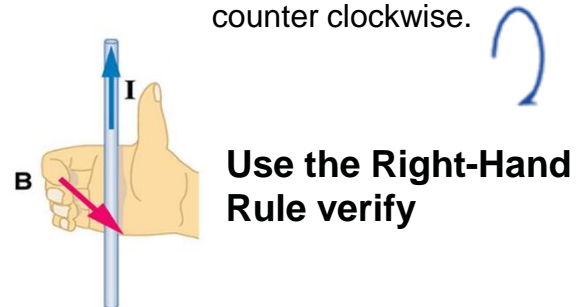 counter clockwise.
I
B
Use the Right-Hand
Rule verify